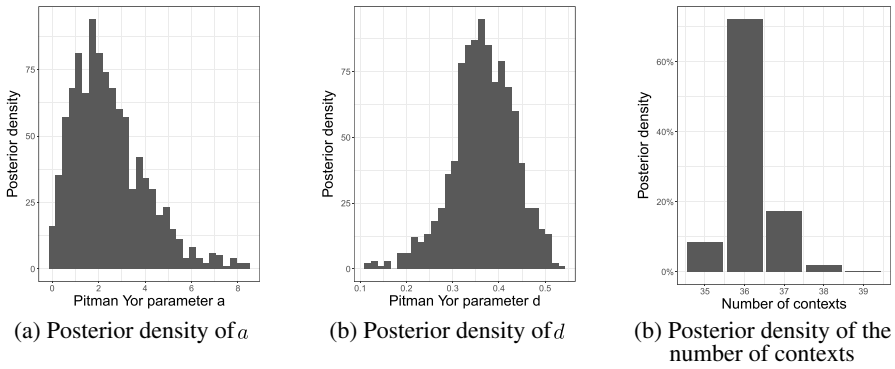 Posterior density
75
50
25
0
0
2
4
6
8
Pitman Yor parameter a
(a) Posterior density of a
Posterior density
75
50
25
0
0.1
0.2
0.3
0.4
0.5
Pitman Yor parameter d
(b) Posterior density of d
Posterior density
60%
40%
20%
0%
35
36
37
38
39
Number of contexts
(b) Posterior density of the
number of contexts